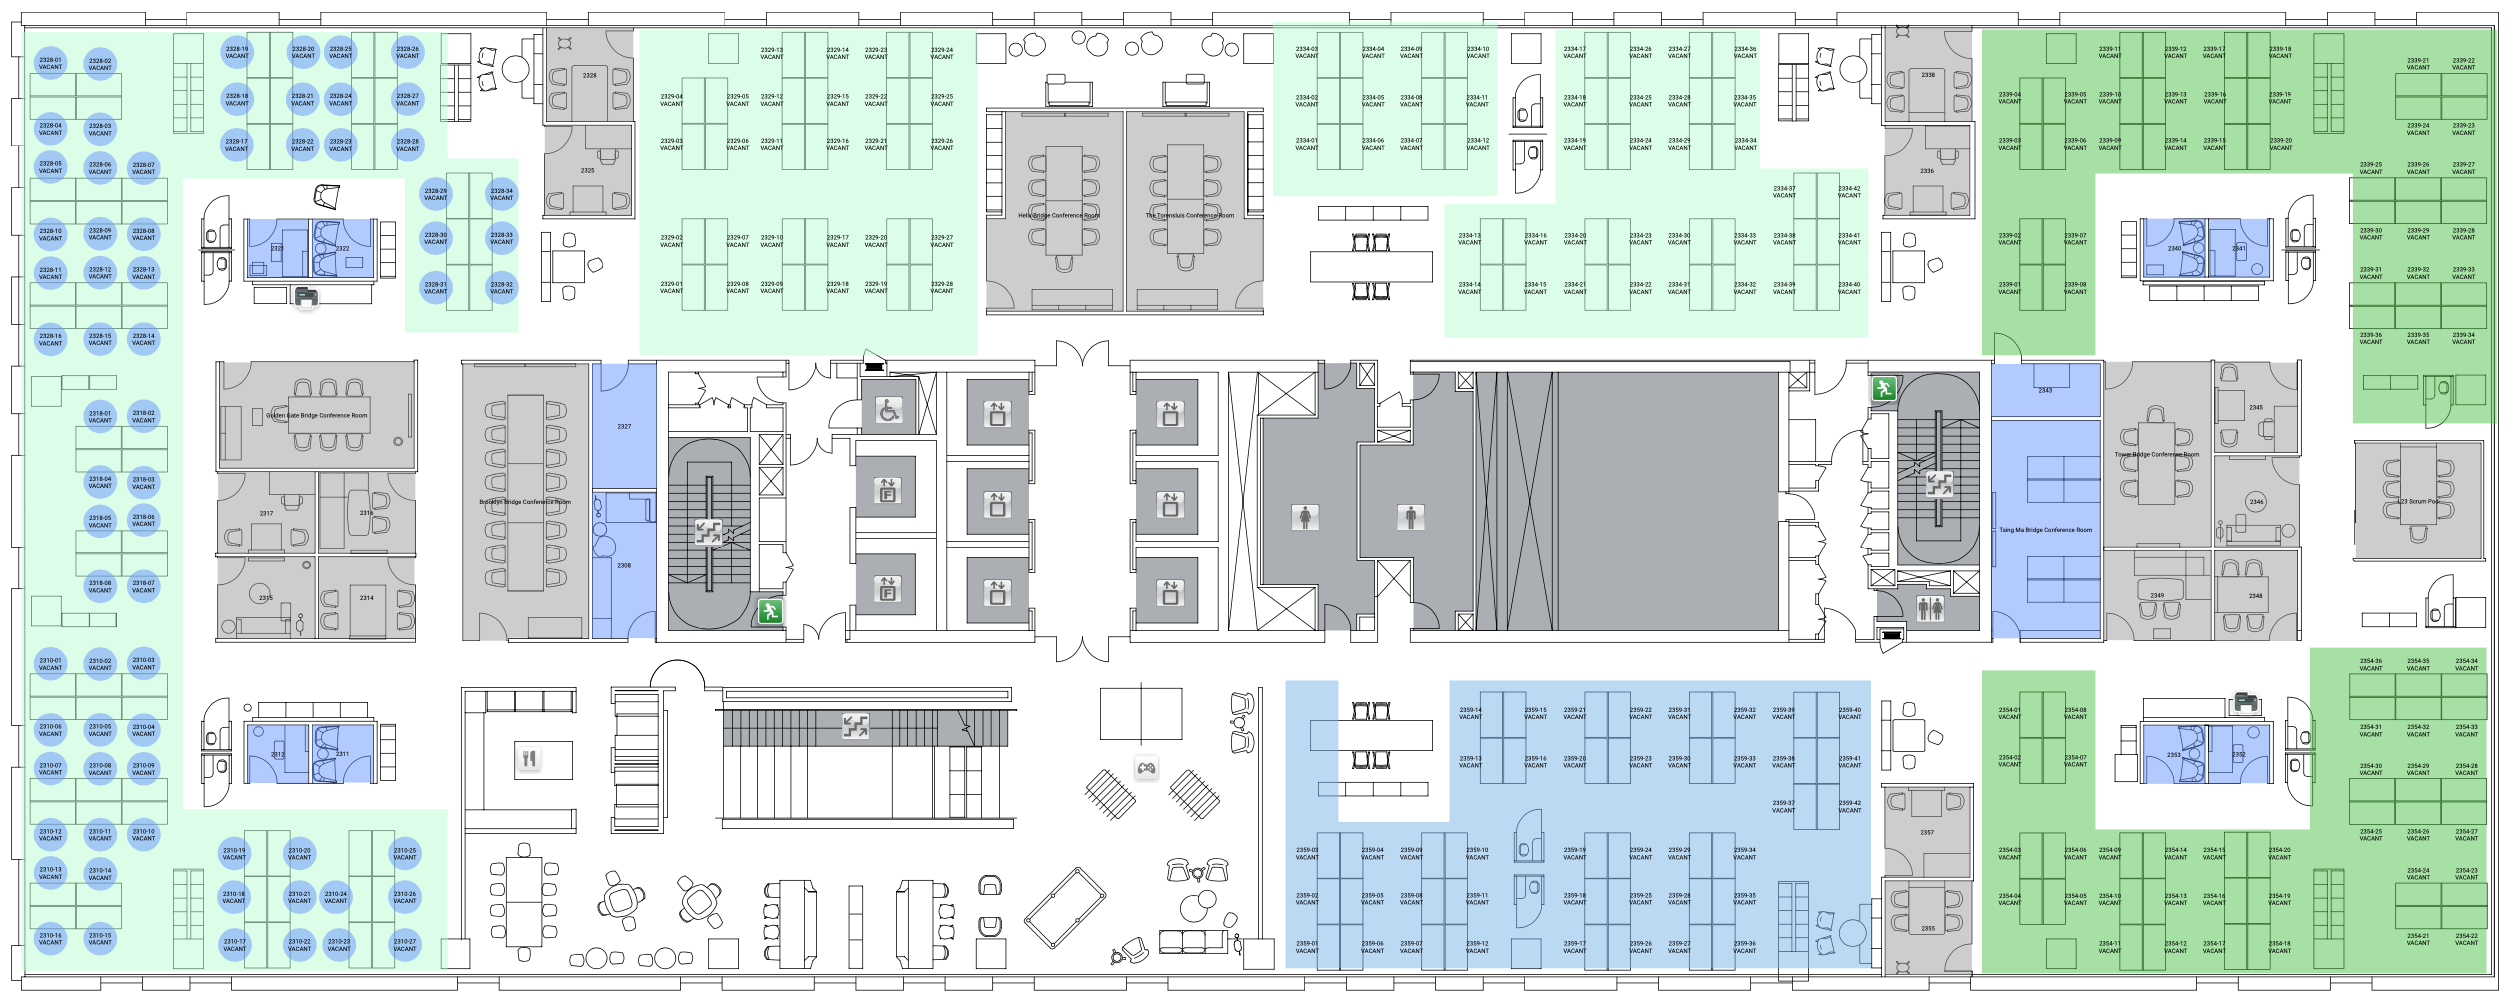 2328-01
VACANT
2328-02
VACANT
2328-04
VACANT
2328-03
VACANT
2328-05
VACANT
2328-06
VACANT
2328-07
VACANT
2328-10
VACANT
2328-09
VACANT
2328-08
VACANT
2328-11
VACANT
2328-12
VACANT
2328-13
VACANT
2328-16
VACANT
2328-15
VACANT
2328-14
VACANT
2328-19
VACANT
2328-20
VACANT
2328-25
VACANT
2328-26
VACANT
2328-18
VACANT
2328-21
VACANT
2328-24
VACANT
2328-27
VACANT
2328-17
VACANT
2328-22
VACANT
2328-23
VACANT
2328-28
VACANT
2328-29
VACANT
2328-34
VACANT
2328-30
VACANT
2328-33
VACANT
2328-31
VACANT
2328-32
VACANT
2321
2322
2328
2325
2329-13
VACANT
2329-14
VACANT
2329-23
VACANT
2329-24
VACANT
2329-04
VACANT
2329-05
VACANT
2329-12
VACANT
2329-15
VACANT
2329-22
VACANT
2329-25
VACANT
2329-03
VACANT
2329-06
VACANT
2329-11
VACANT
2329-16
VACANT
2329-21
VACANT
2329-26
VACANT
2329-02
VACANT
2329-07
VACANT
2329-10
VACANT
2329-17
VACANT
2329-20
VACANT
2329-27
VACANT
2329-01
VACANT
2329-08
VACANT
2329-09
VACANT
2329-18
VACANT
2329-19
VACANT
2329-28
VACANT
Helix Bridge Conference Room
The Torensluis Conference Room
2334-03
VACANT
2334-04
VACANT
2334-09
VACANT
2334-10
VACANT
2334-02
VACANT
2334-05
VACANT
2334-08
VACANT
2334-11
VACANT
2334-01
VACANT
2334-06
VACANT
2334-07
VACANT
2334-12
VACANT
2334-17
VACANT
2334-26
VACANT
2334-27
VACANT
2334-36
VACANT
2334-18
VACANT
2334-25
VACANT
2334-28
VACANT
2334-35
VACANT
2334-19
VACANT
2334-24
VACANT
2334-29
VACANT
2334-34
VACANT
2334-37
VACANT
2334-42
VACANT
2334-13
VACANT
2334-16
VACANT
2334-20
VACANT
2334-23
VACANT
2334-30
VACANT
2334-33
VACANT
2334-38
VACANT
2334-41
VACANT
2334-14
VACANT
2334-15
VACANT
2334-21
VACANT
2334-22
VACANT
2334-31
VACANT
2334-32
VACANT
2334-39
VACANT
2334-40
VACANT
2338
2336
2339-11
VACANT
2339-12
VACANT
2339-17
VACANT
2339-18
VACANT
2339-04
VACANT
2339-05
VACANT
2339-10
VACANT
2339-13
VACANT
2339-16
VACANT
2339-19
VACANT
2339-03
VACANT
2339-06
VACANT
2339-09
VACANT
2339-14
VACANT
2339-15
VACANT
2339-20
VACANT
2339-02
VACANT
2339-07
VACANT
2339-01
VACANT
2339-08
VACANT
2339-21
VACANT
2339-22
VACANT
2339-24
VACANT
2339-23
VACANT
2339-25
VACANT
2339-26
VACANT
2339-27
VACANT
2339-30
VACANT
2339-29
VACANT
2339-28
VACANT
2339-31
VACANT
2339-32
VACANT
2339-33
VACANT
2339-36
VACANT
2339-35
VACANT
2339-34
VACANT
2340
2341
2318-01
VACANT
2318-02
VACANT
2318-04
VACANT
2318-03
VACANT
2318-05
VACANT
2318-06
VACANT
2318-08
VACANT
2318-07
VACANT
Golden Gate Bridge Conference Room
2317
2316
2315
2314
Brooklyn Bridge Conference Room
2327
2308
F
F
2343
Tsing Ma Bridge Conference Room
Tower Bridge Conference Room
2345
2346
2349
2348
L23 Scrum Pod
2310-01
VACANT
2310-02
VACANT
2310-03
VACANT
2310-06
VACANT
2310-05
VACANT
2310-04
VACANT
2310-07
VACANT
2310-08
VACANT
2310-09
VACANT
2310-12
VACANT
2310-11
VACANT
2310-10
VACANT
2310-13
VACANT
2310-14
VACANT
2310-16
VACANT
2310-15
VACANT
2312
2311
2310-19
VACANT
2310-20
VACANT
2310-25
VACANT
2310-18
VACANT
2310-21
VACANT
2310-24
VACANT
2310-26
VACANT
2310-17
VACANT
2310-22
VACANT
2310-23
VACANT
2310-27
VACANT
2359-14
VACANT
2359-15
VACANT
2359-21
VACANT
2359-22
VACANT
2359-31
VACANT
2359-32
VACANT
2359-39
VACANT
2359-40
VACANT
2359-13
VACANT
2359-16
VACANT
2359-20
VACANT
2359-23
VACANT
2359-30
VACANT
2359-33
VACANT
2359-38
VACANT
2359-41
VACANT
2359-37
VACANT
2359-42
VACANT
2359-03
VACANT
2359-04
VACANT
2359-09
VACANT
2359-10
VACANT
2359-19
VACANT
2359-24
VACANT
2359-29
VACANT
2359-34
VACANT
2359-02
VACANT
2359-05
VACANT
2359-08
VACANT
2359-11
VACANT
2359-18
VACANT
2359-25
VACANT
2359-28
VACANT
2359-35
VACANT
2359-01
VACANT
2359-06
VACANT
2359-07
VACANT
2359-12
VACANT
2359-17
VACANT
2359-26
VACANT
2359-27
VACANT
2359-36
VACANT
2357
2355
2354-01
VACANT
2354-08
VACANT
2354-02
VACANT
2354-07
VACANT
2353
2352
2354-36
VACANT
2354-35
VACANT
2354-34
VACANT
2354-31
VACANT
2354-32
VACANT
2354-33
VACANT
2354-30
VACANT
2354-29
VACANT
2354-28
VACANT
2354-25
VACANT
2354-26
VACANT
2354-27
VACANT
2354-03
VACANT
2354-06
VACANT
2354-09
VACANT
2354-14
VACANT
2354-15
VACANT
2354-20
VACANT
2354-04
VACANT
2354-05
VACANT
2354-10
VACANT
2354-13
VACANT
2354-16
VACANT
2354-19
VACANT
2354-11
VACANT
2354-12
VACANT
2354-17
VACANT
2354-18
VACANT
2354-24
VACANT
2354-23
VACANT
2354-21
VACANT
2354-22
VACANT